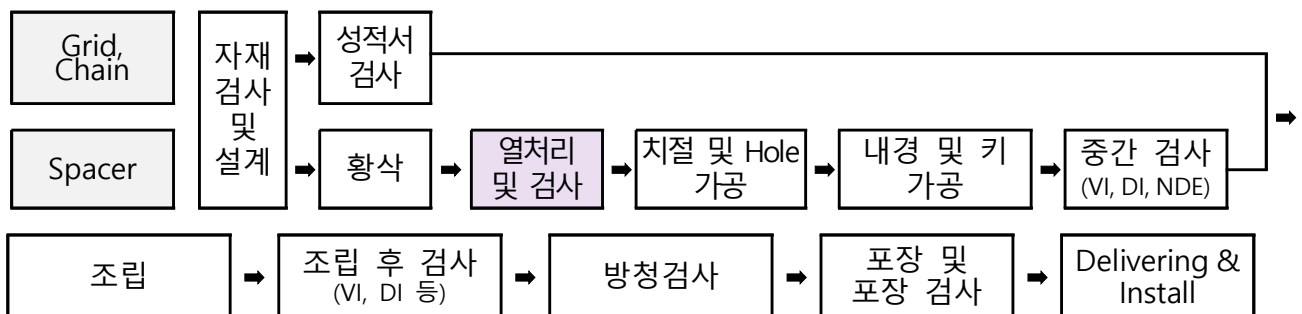 Grid,
Chain
자재
검사
및
설계
성적서
검사
Spacer
황삭
열처리
및 검사
치절 및 Hole
가공
내경 및 키
가공
중간 검사
(VI, DI, NDE)
조립
조립 후 검사
(VI, DI 등)
방청검사
포장 및
포장 검사
Delivering &
Install